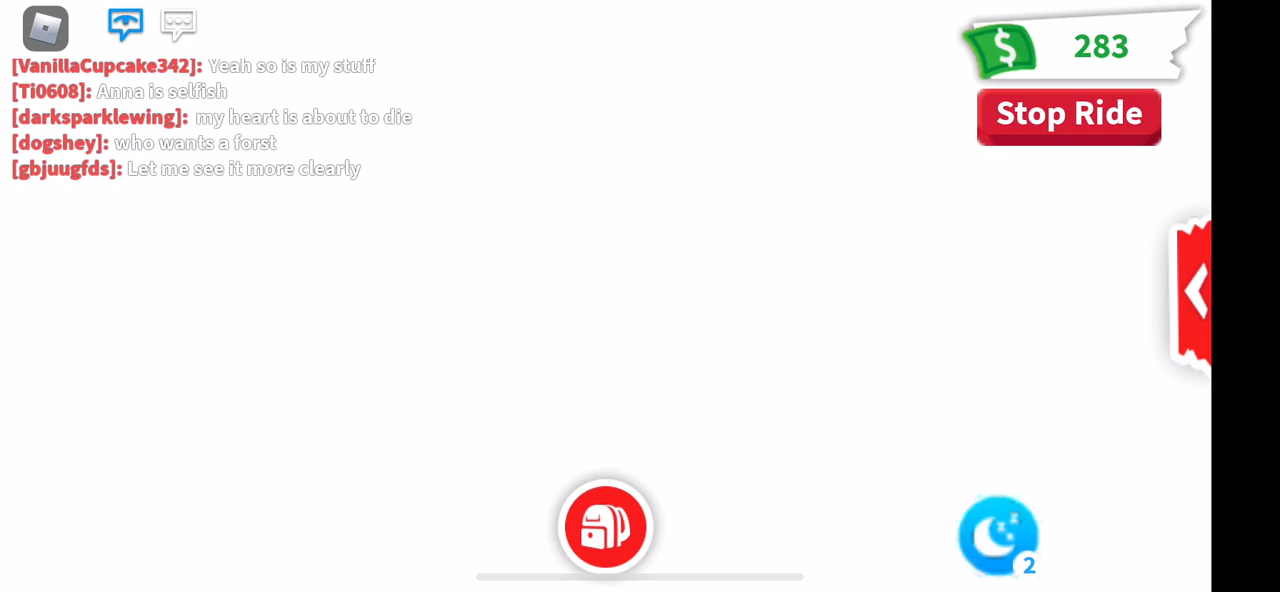 [VanillaCupcake342]: Yeah so is my stuff
[Ti0608]: Anna is selfish
[darksparklewing]: my heart is about to die
[dogshey]: who wants a forst
[gbjuugfds]: Let me see it more clearly
$ 283
Stop Ride
2